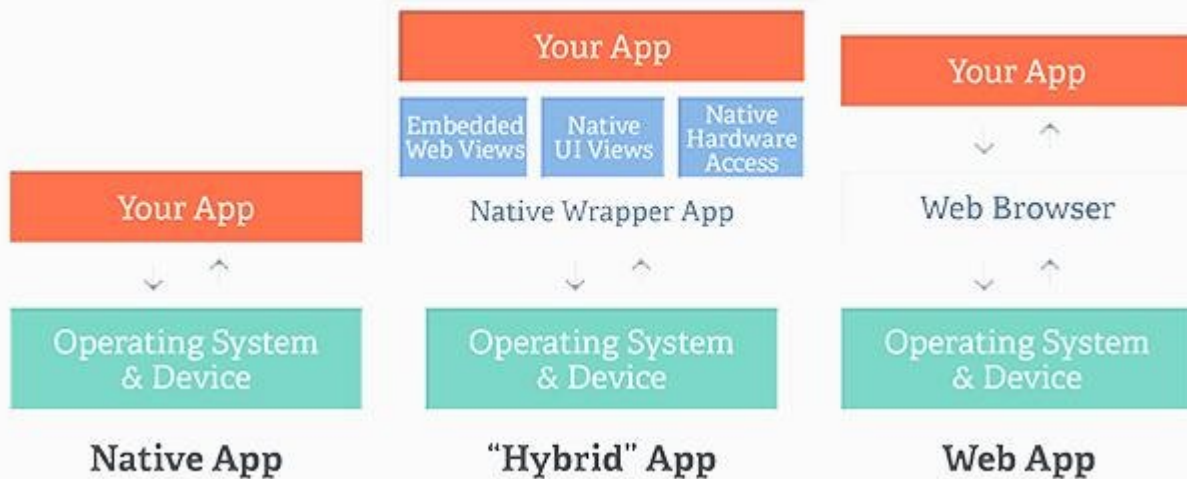 Your App
Operating System
& Device
Native App
Your App
Embedded
Web Views
Native
UI Views
Native
Hardware
Access
Native Wrapper App
Operating System
& Device
“Hybrid” App
Your App
Web Browser
Operating System
& Device
Web App